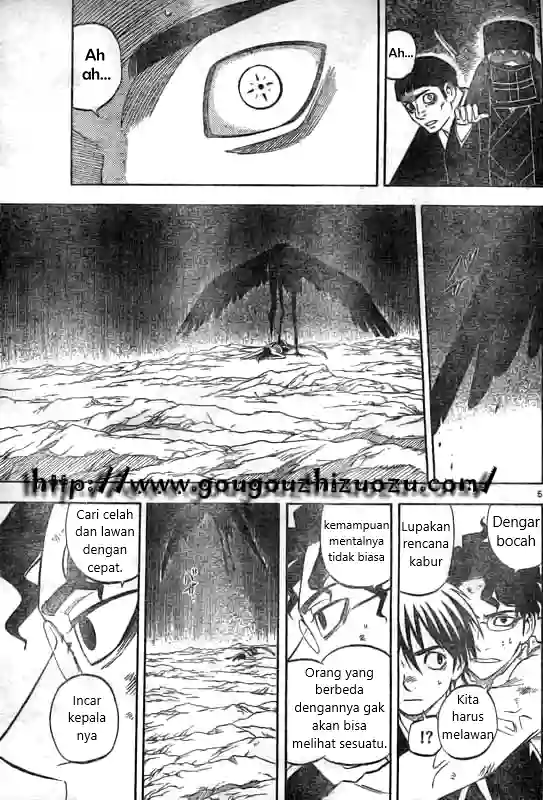 Ah...
Ah
ah...
http://www.gougouzhizuozu.com/
5
Dengar
bocah
Lupakan
rencana
kabur
Kita
harus
melawan
!?
kemampuan
mentalnya
tidak biasa
Orang yang
berbeda
dengannya gak
akan bisa
melihat sesuatu.
Cari celah
dan lawan
dengan
cepat.
Incar
kepala
nya